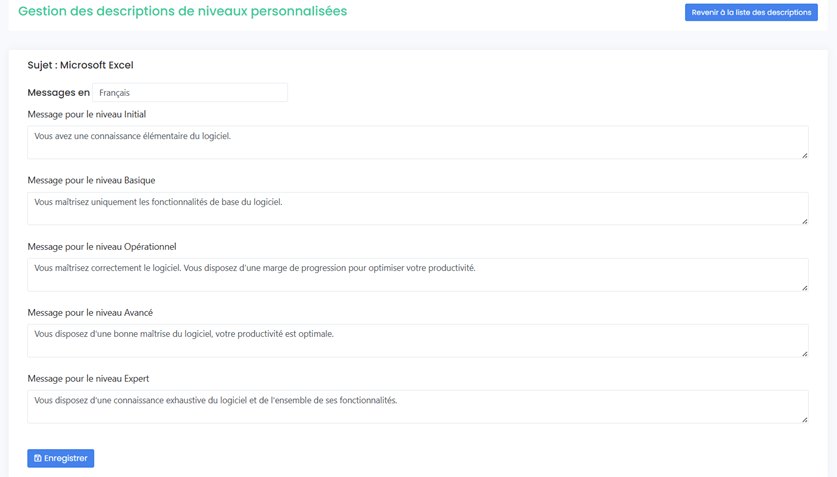 Gestion des descriptions de niveaux personnalisées
Revenir à la liste des descriptions
Sujet : Microsoft Excel
Messages en Français
Message pour le niveau Initial
Vous avez une connaissance élémentaire du logiciel.
Message pour le niveau Basique
Vous maîtrisez uniquement les fonctionnalités de base du logiciel.
Message pour le niveau Opérationnel
Vous maîtrisez correctement le logiciel. Vous disposez d'une marge de progression pour optimiser votre productivité.
Message pour le niveau Avancé
Vous disposez d'une bonne maîtrise du logiciel, votre productivité est optimale.
Message pour le niveau Expert
Vous disposez d'une connaissance exhaustive du logiciel et de l'ensemble de ses fonctionnalités.
Enregistrer